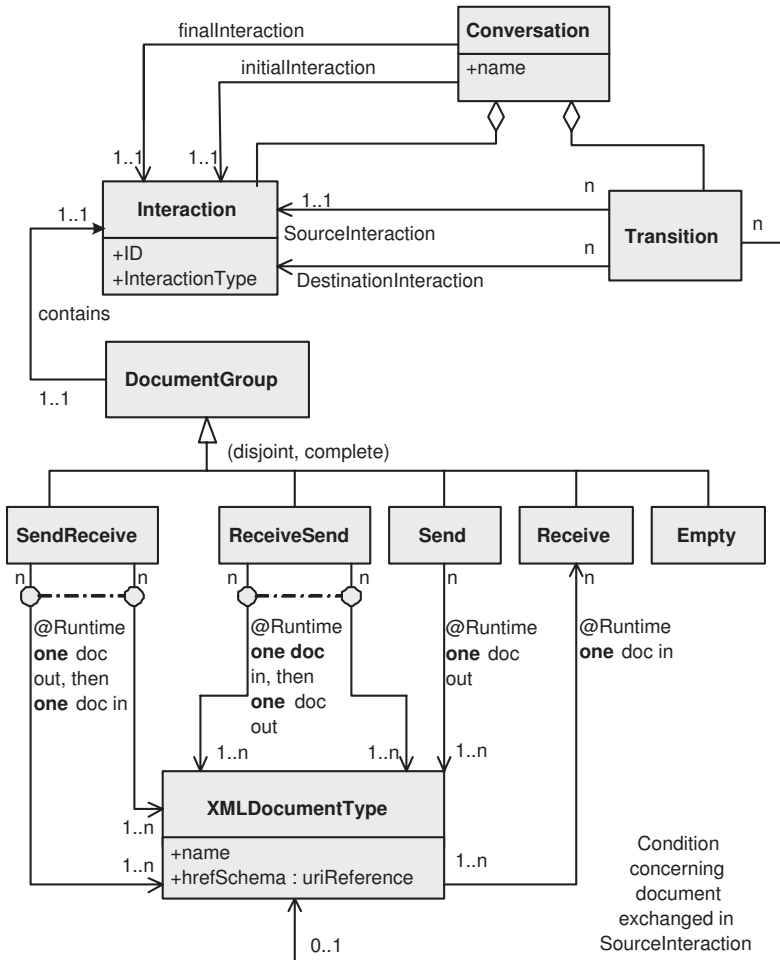 finalInteraction
Conversation
+name
initialInteraction
1..1
1..1
Interaction
+ID
+InteractionType
1..1
1..1
n
SourceInteraction
n
DestinationInteraction
Transition
n
contains
DocumentGroup
1..1
(disjoint, complete)
SendReceive
ReceiveSend
Send
Receive
Empty
n
n
n
n
n
n
@Runtime
one doc
out, then
one doc in
@Runtime
one doc
in, then
one doc
out
@Runtime
one doc
out
@Runtime
one doc in
1..n
1..n
1..n
XMLDocumentType
+name
+hrefSchema : uriReference
1..n
1..n
1..n
0..1
Condition
concerning
document
exchanged in
SourceInteraction